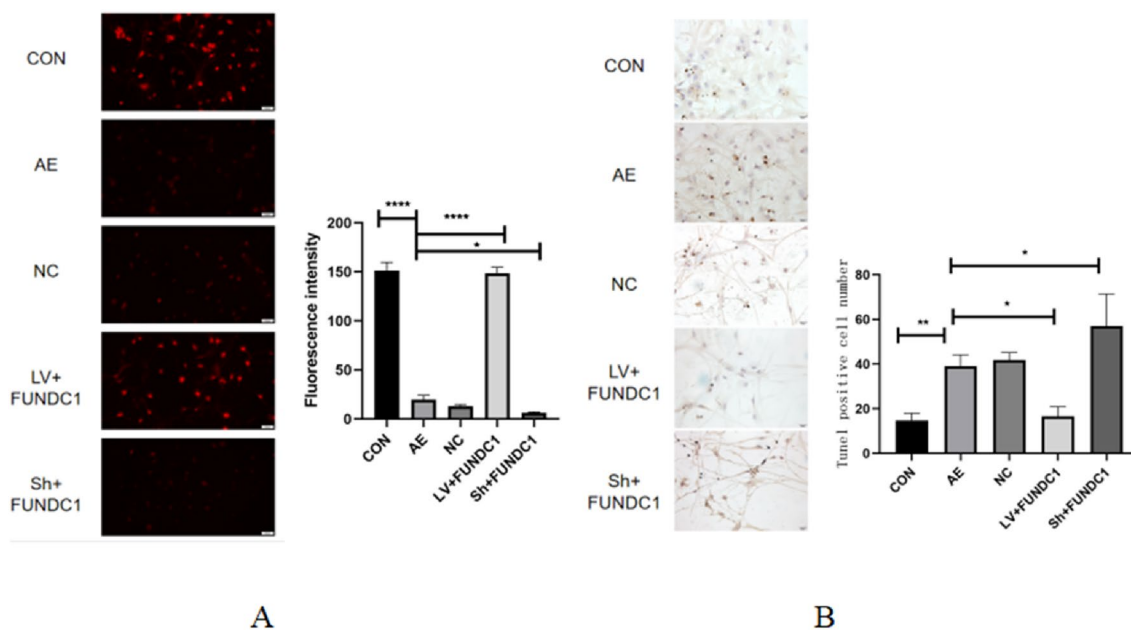 CON
AE
NC
LV+
FUNDC1
Sh+
FUNDC1
****
****
*
200
150
100
50
0
Fluorescence intensity
CON
AE
NC
LV+FUNDC1
Sh+FUNDC1
A
CON
AE
NC
LV+
FUNDC1
Sh+
FUNDC1
*
*
**
80
60
40
20
0
Tunel positive cell number
CON
AE
NC
LV+FUNDC1
Sh+FUNDC1
B